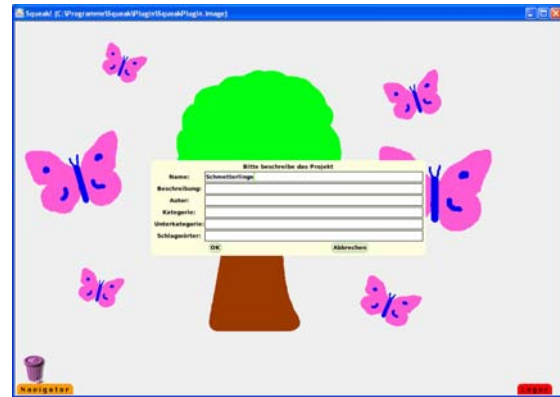 Squeak! (C:\Programme\Squeak\Plugin\SqueakPlugin.image)
Bitte beschreibe das Projekt
Name: Schmetterlinge
Beschreibung:
Autor:
Kategorie:
Unterkategorie:
Schlagwörter:
OK Abbrechen
Navigator Lager